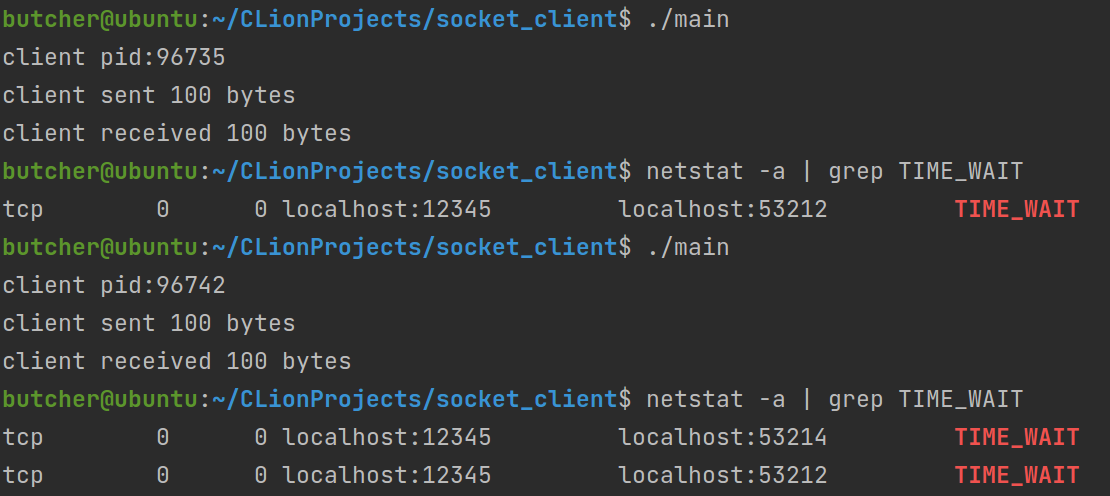 butcher@ubuntu:~/CLionProjects/socket_client$ ./main
client pid:96735
client sent 100 bytes
client received 100 bytes
butcher@ubuntu:~/CLionProjects/socket_client$ netstat -a | grep TIME_WAIT
tcp        0      0 localhost:12345         localhost:53212         TIME_WAIT
butcher@ubuntu:~/CLionProjects/socket_client$ ./main
client pid:96742
client sent 100 bytes
client received 100 bytes
butcher@ubuntu:~/CLionProjects/socket_client$ netstat -a | grep TIME_WAIT
tcp        0      0 localhost:12345         localhost:53214         TIME_WAIT
tcp        0      0 localhost:12345         localhost:53212         TIME_WAIT